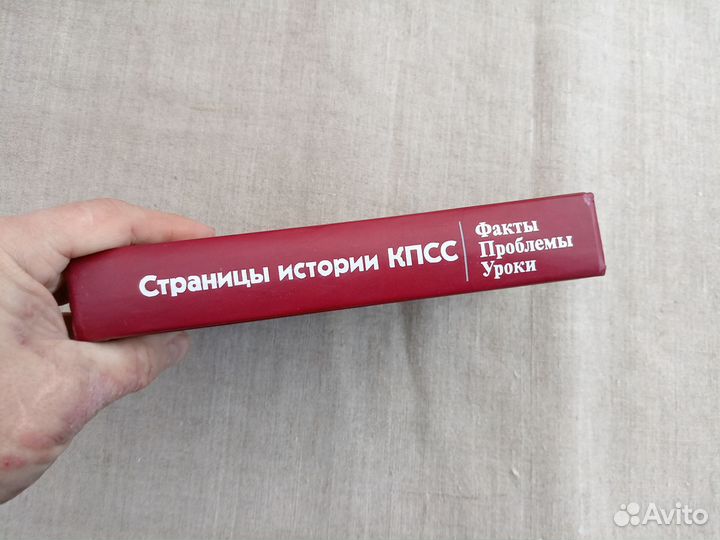 Страницы истории КПСС
Факты
Проблемы
Уроки
Avito